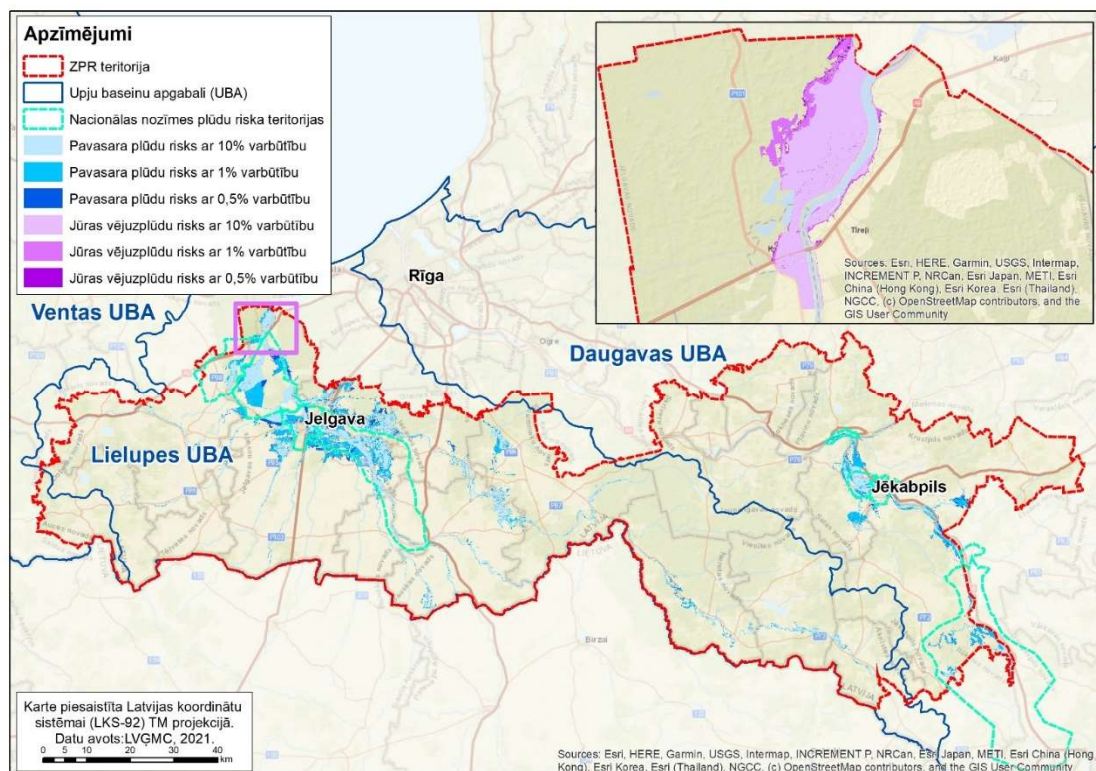 Apzīmējumi
ZPR teritorija
Upju baseinu apgabali (UBA)
Nacionālas nozīmes plūdu riska teritorijas
Pavasara plūdu risks ar 10% varbūtību
Pavasara plūdu risks ar 1% varbūtību
Pavasara plūdu risks ar 0,5% varbūtību
Jūras vējuzplūdu risks ar 10% varbūtību
Jūras vējuzplūdu risks ar 1% varbūtību
Jūras vējuzplūdu risks ar 0,5% varbūtību
Tīreļi
Sources: Esri, HERE, Garmin, USGS, Intermap,
INCREMENT P, NRCan, Esri Japan, METI, Esri
China (Hong Kong), Esri Korea, Esri (Thailand),
NGCC, (c) OpenStreetMap contributors, and the
GIS User Community
Rīga
Ogre
Ventas UBA
Daugavas UBA
Jelgava
Lielupes UBA
Jēkabpils
LATVIJA
LIETUVA
Birzai
LATVIJA
Karte piesaistīta Latvijas koordinātu
sistēmai (LKS-92) TM projekcijā.
Datu avots:LVĢMC, 2021.
0 5 10 20 30 40
km
Sources: Esri, HERE, Garmin, USGS, Intermap, INCREMENT P, NRCan, Esri Japan, METI, Esri China (Hong
Kong), Esri Korea, Esri (Thailand), NGCC, (c) OpenStreetMap contributors, and the GIS User Community